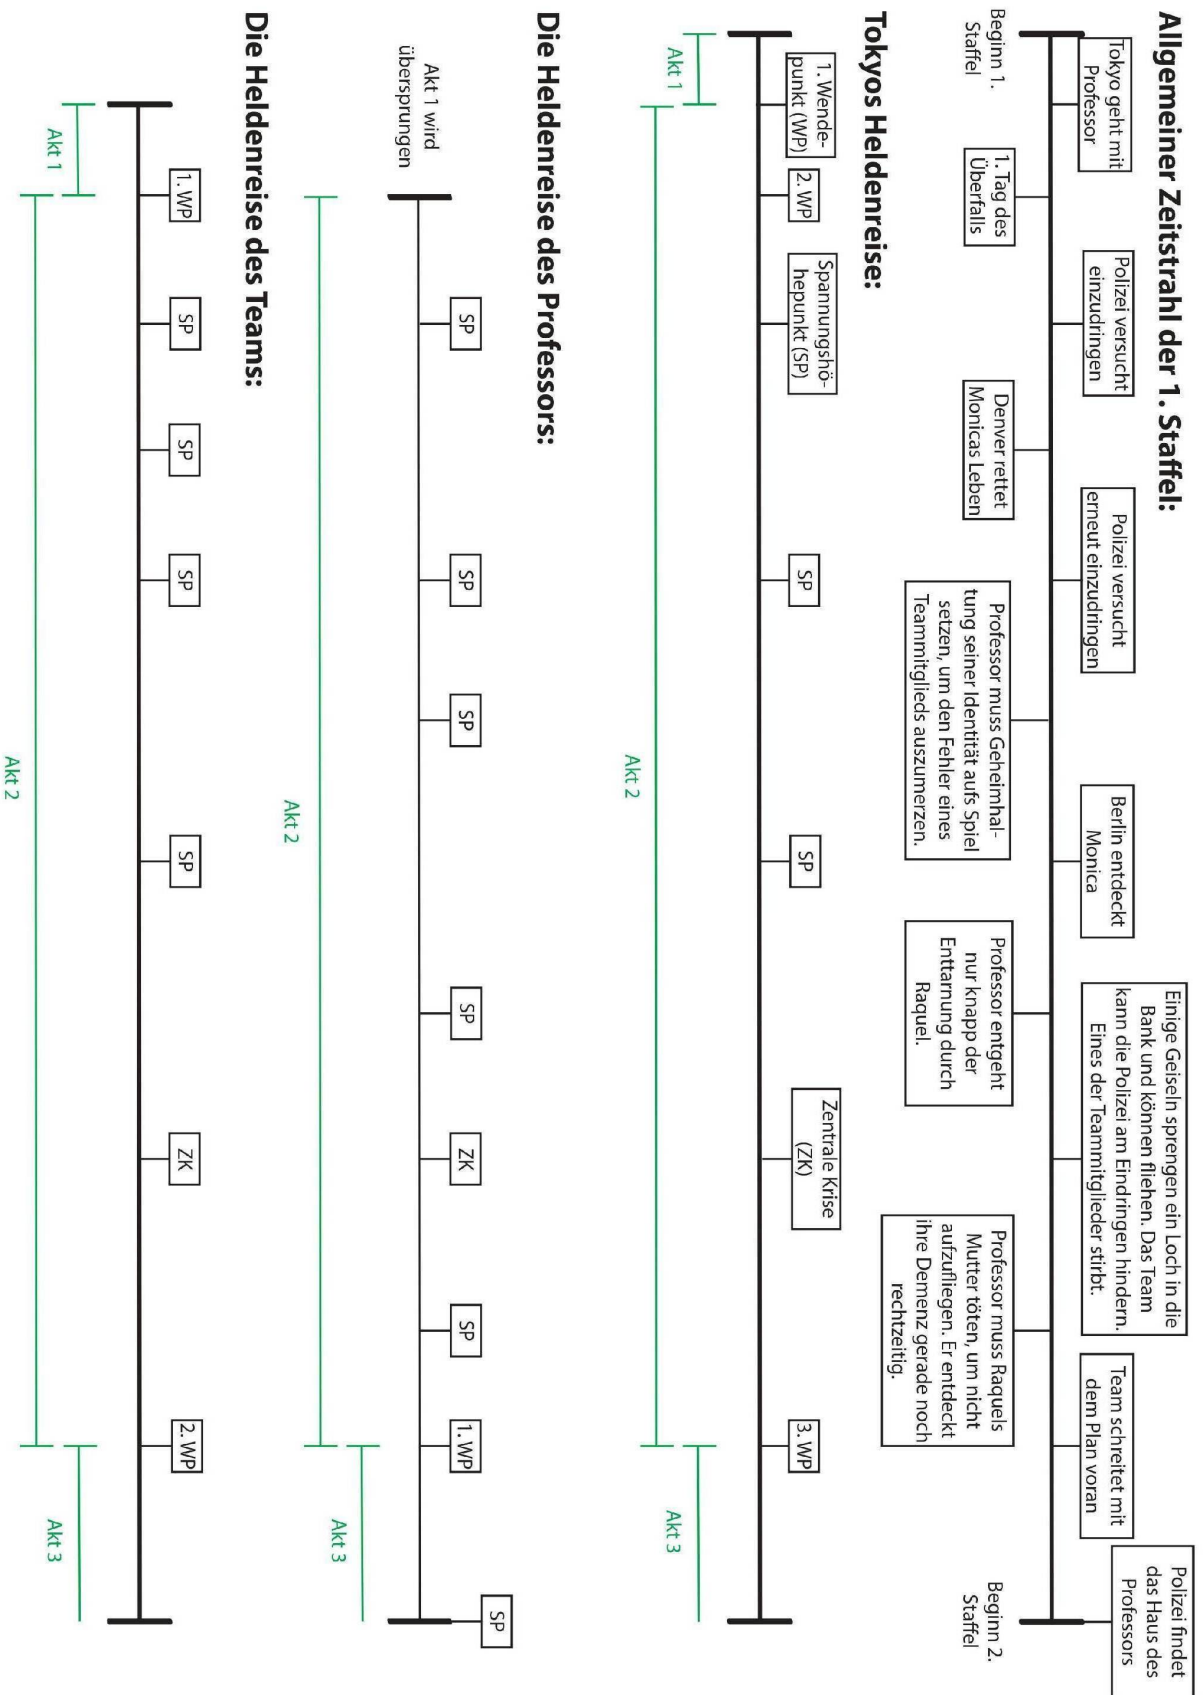 Allgemeiner Zeitstrahl der 1. Staffel:
Tokyo geht mit
Professor
Polizei versucht
einzudringen
Polizei versucht
erneut einzudringen
Berlin entdeckt
Monica
Einige Geiseln sprengen ein Loch in die
Bank und können fliehen. Das Team
kann die Polizei am Eindringen hindern.
Eines der Teammitglieder stirbt.
Team schreitet mit
dem Plan voran
Polizei findet
das Haus des
Professors
Beginn 1.
Staffel
1. Tag des
Überfalls
Denver rettet
Monicas Leben
Professor muss Geheimhal-
tung seiner Identität aufs Spiel
setzen, um den Fehler eines
Teammitglieds auszumerzen.
Professor entgeht
nur knapp der
Enttarnung durch
Raquel.
Professor muss Raquels
Mutter töten, um nicht
aufzufliegen. Er entdeckt
ihre Demenz gerade noch
rechtzeitig.
Beginn 2.
Staffel
Tokyos Heldenreise:
1. Wende-
punkt (WP)
2. WP
Spannungshö-
hepunkt (SP)
SP
SP
Zentrale Krise
(ZK)
3. WP
Akt 1
Akt 2
Akt 3
Die Heldenreise des Professors:
Akt 1 wird
übersprungen
SP
SP
SP
SP
ZK
SP
1. WP
SP
Akt 2
Akt 3
Die Heldenreise des Teams:
1. WP
SP
SP
SP
SP
ZK
2. WP
Akt 1
Akt 2
Akt 3